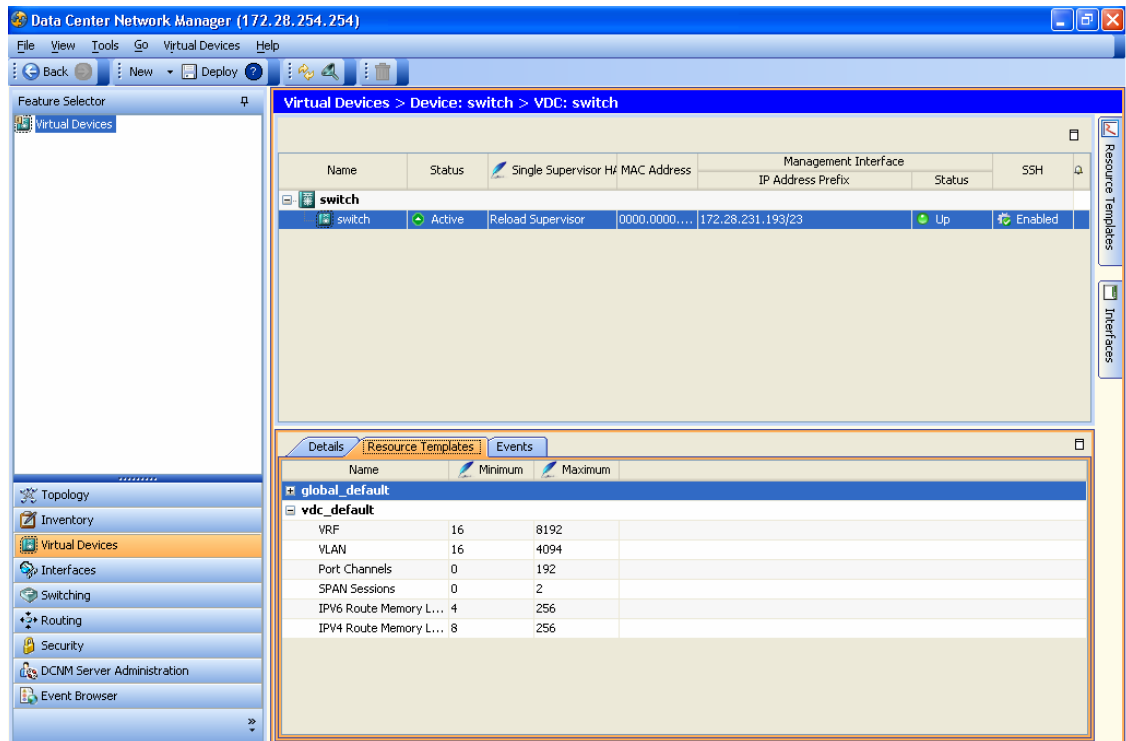 Data Center Network Manager (172.28.254.254)
File View Tools Go Virtual Devices Help
Back New Deploy ?
Feature Selector
Virtual Devices
Topology
Inventory
Virtual Devices
Interfaces
Switching
Routing
Security
DCNM Server Administration
Event Browser
»
Virtual Devices > Device: switch > VDC: switch
Name Status Single Supervisor HA MAC Address Management Interface SSH
IP Address Prefix Status
switch
switch Active Reload Supervisor 0000.0000.... 172.28.231.193/23 Up Enabled
Resource Templates
Interfaces
Details Resource Templates Events
Name Minimum Maximum
global_default
vdc_default
VRF 16 8192
VLAN 16 4094
Port Channels 0 192
SPAN Sessions 0 2
IPV6 Route Memory L... 4 256
IPV4 Route Memory L... 8 256